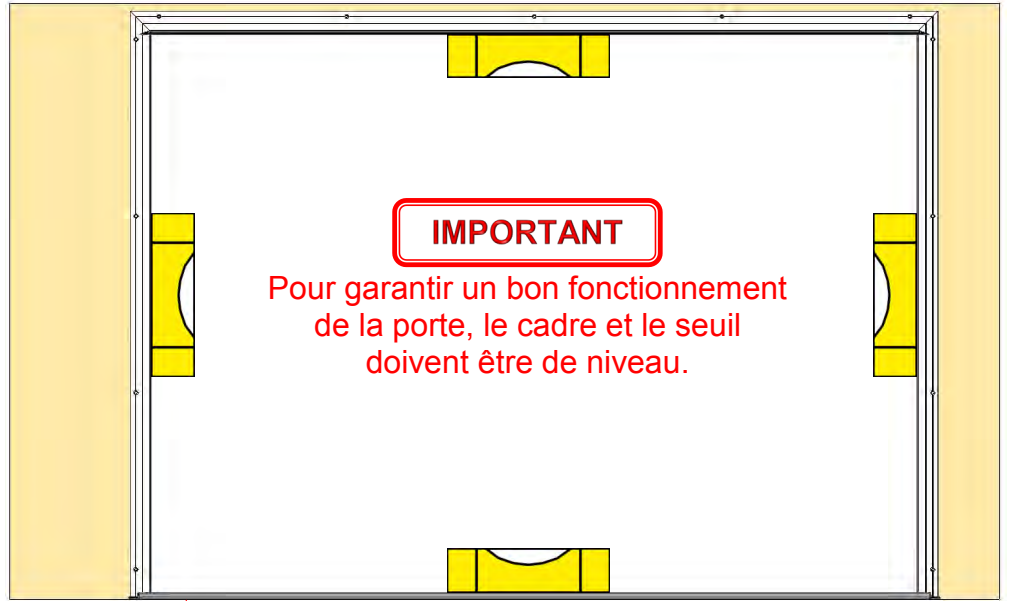 IMPORTANT
Pour garantir un bon fonctionnement
de la porte, le cadre et le seuil
doivent être de niveau.